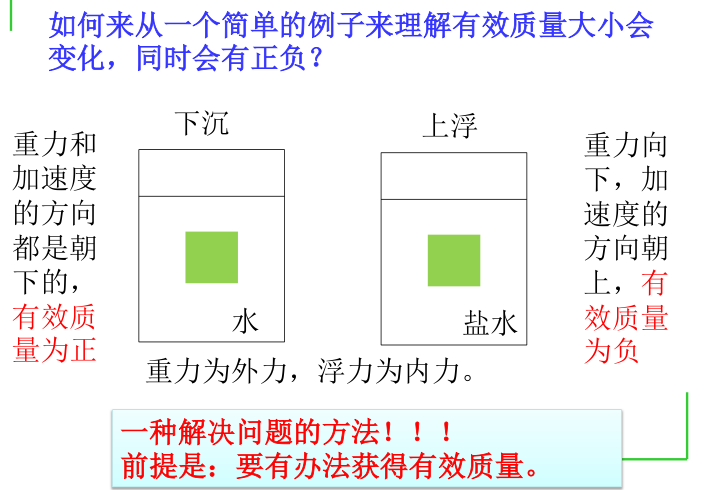 如何来从一个简单的例子来理解有效质量大小会
变化，同时会有正负？
下沉
上浮
重力和
加速度
的方向
都是朝
下的，
有效质
量为正
水
盐水
重力向
下，加
速度的
方向朝
上，有
效质量
为负
重力为外力，浮力为内力。
一种解决问题的方法！！！
前提是：要有办法获得有效质量。